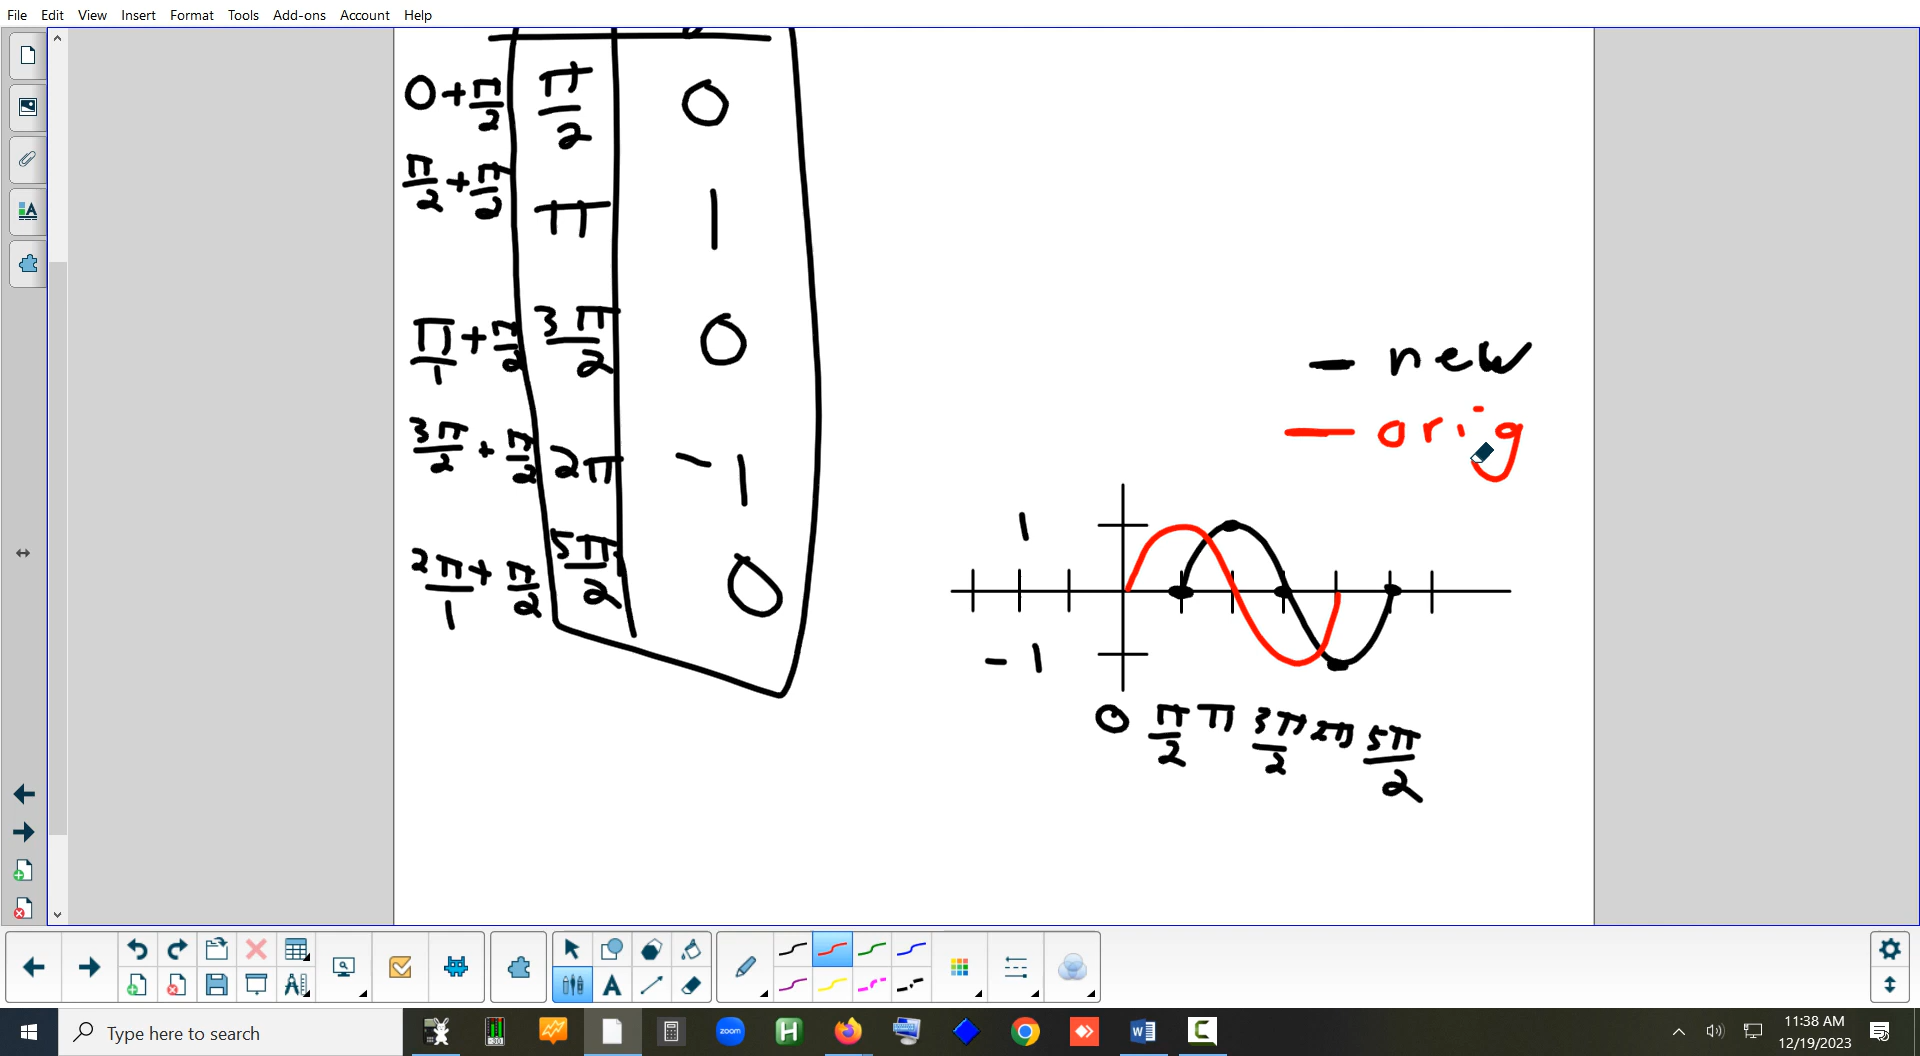 File Edit View Insert Format Tools Add-ons Account Help
0+π/2 π/2 0
π/2+π/2 π 1
π/1+π/2 3π/2 0
3π/2+π/2 2π -1
2π/1+π/2 5π/2 0
- new
- orig
1
-1
0 π/2 π 3π/2 2π 5π/2
A
Type here to search
zoom
H
W
C
11:38 AM
12/19/2023